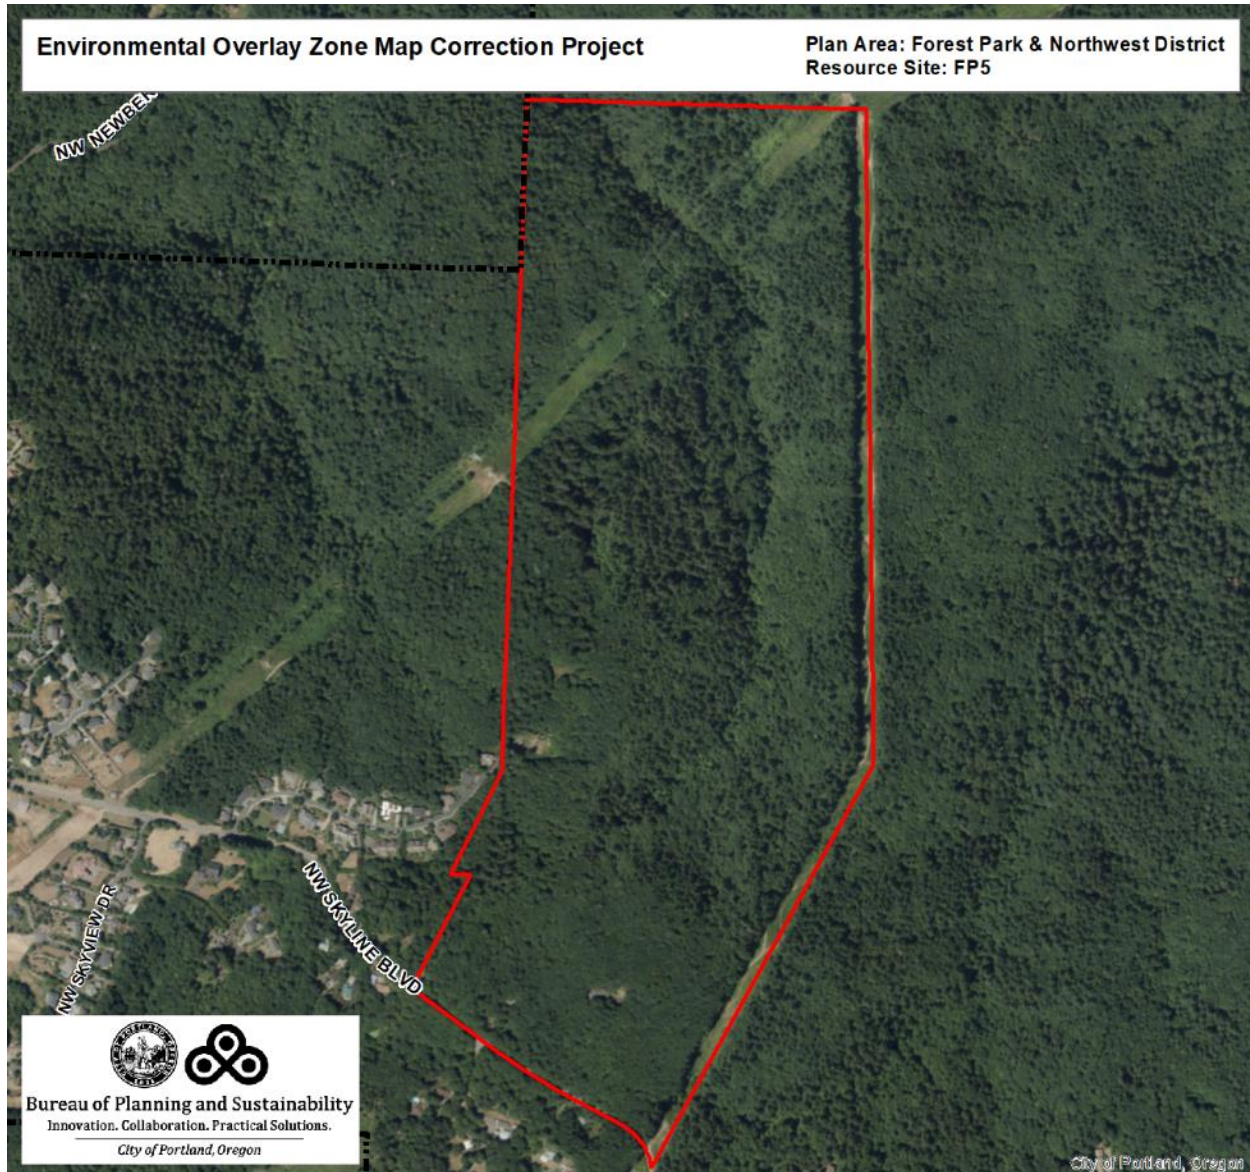 Environmental Overlay Zone Map Correction Project
Plan Area: Forest Park & Northwest District
Resource Site: FP5
NW NEWBER
NW SKYLINE BLVD
NW SKYVIEW DR
Bureau of Planning and Sustainability
Innovation. Collaboration. Practical Solutions.
City of Portland, Oregon
City of Portland, Oregon